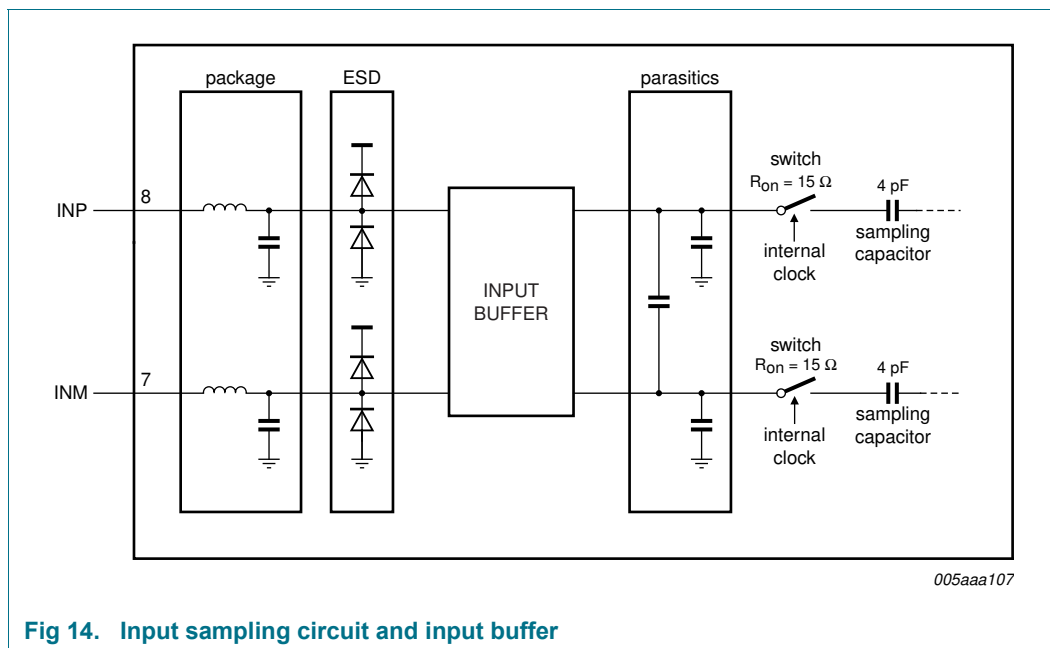 package
ESD
parasitics
switch
Ron = 15 Ω
4 pF
INP
8
internal
clock
sampling
capacitor
INPUT
BUFFER
switch
Ron = 15 Ω
4 pF
INM
7
internal
clock
sampling
capacitor
005aaa107
Fig 14. Input sampling circuit and input buffer